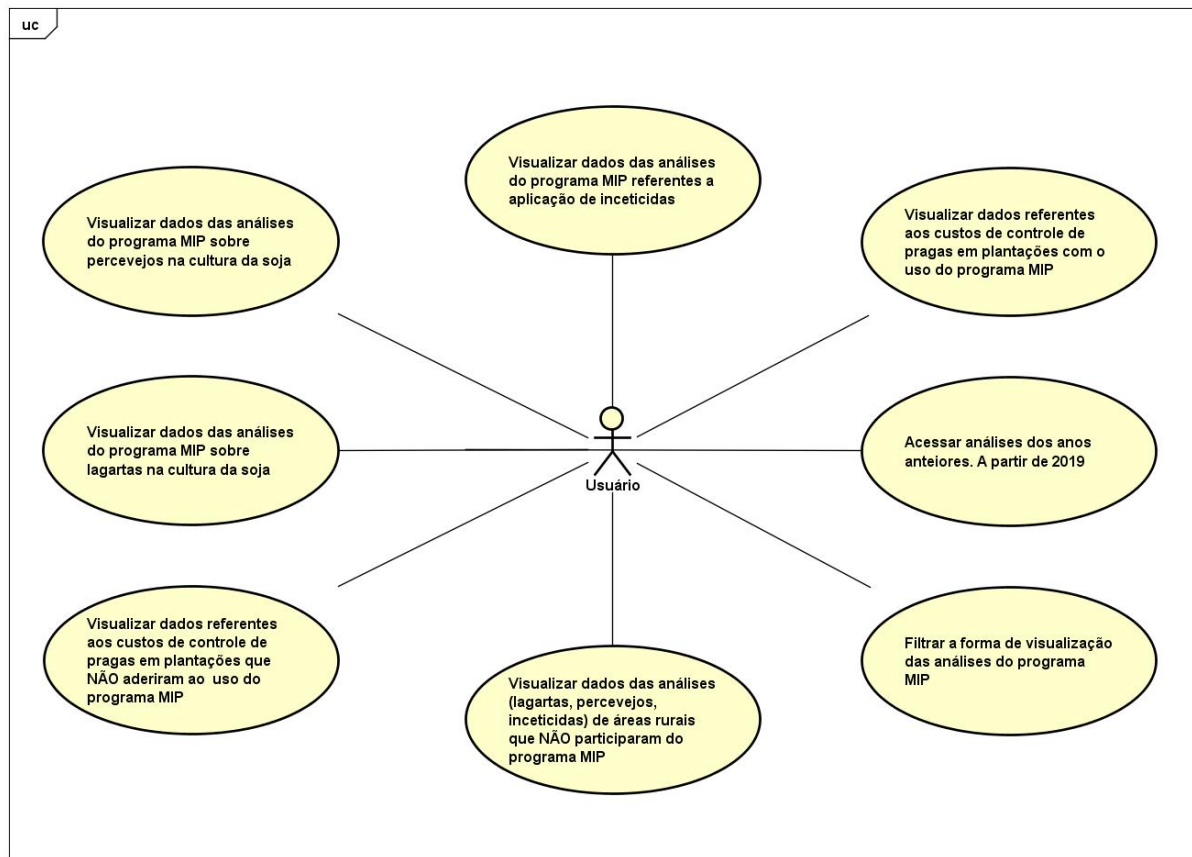 uc
Visualizar dados das análises
do programa MIP referentes a
aplicação de inceticidas
Visualizar dados das análises
do programa MIP sobre
percevejos na cultura da soja
Visualizar dados referentes
aos custos de controle de
pragas em plantações com o
uso do programa MIP
Visualizar dados das análises
do programa MIP sobre
lagartas na cultura da soja
Usuário
Acessar análises dos anos
anteiores. A partir de 2019
Visualizar dados referentes
aos custos de controle de
pragas em plantações que
NÃO aderiram ao uso do
programa MIP
Visualizar dados das análises
(lagartas, percevejos,
inceticidas) de áreas rurais
que NÃO participaram do
programa MIP
Filtrar a forma de visualização
das análises do programa
MIP